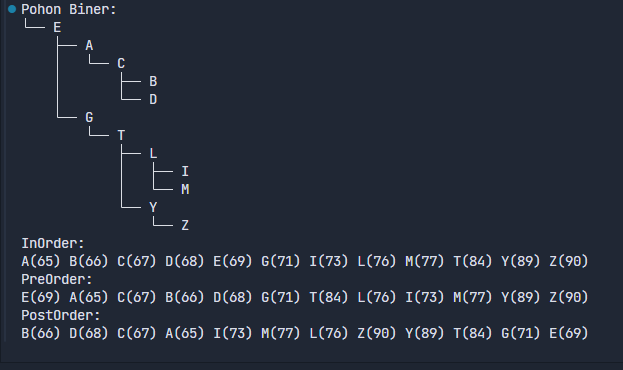 Pohon Biner:
└── E
    ├── A
    │   └── C
    │       ├── B
    │       └── D
    └── G
        └── T
            ├── L
            │   ├── I
            │   └── M
            └── Y
                └── Z
InOrder:
A(65) B(66) C(67) D(68) E(69) G(71) I(73) L(76) M(77) T(84) Y(89) Z(90)
PreOrder:
E(69) A(65) C(67) B(66) D(68) G(71) T(84) L(76) I(73) M(77) Y(89) Z(90)
PostOrder:
B(66) D(68) C(67) A(65) I(73) M(77) L(76) Z(90) Y(89) T(84) G(71) E(69)